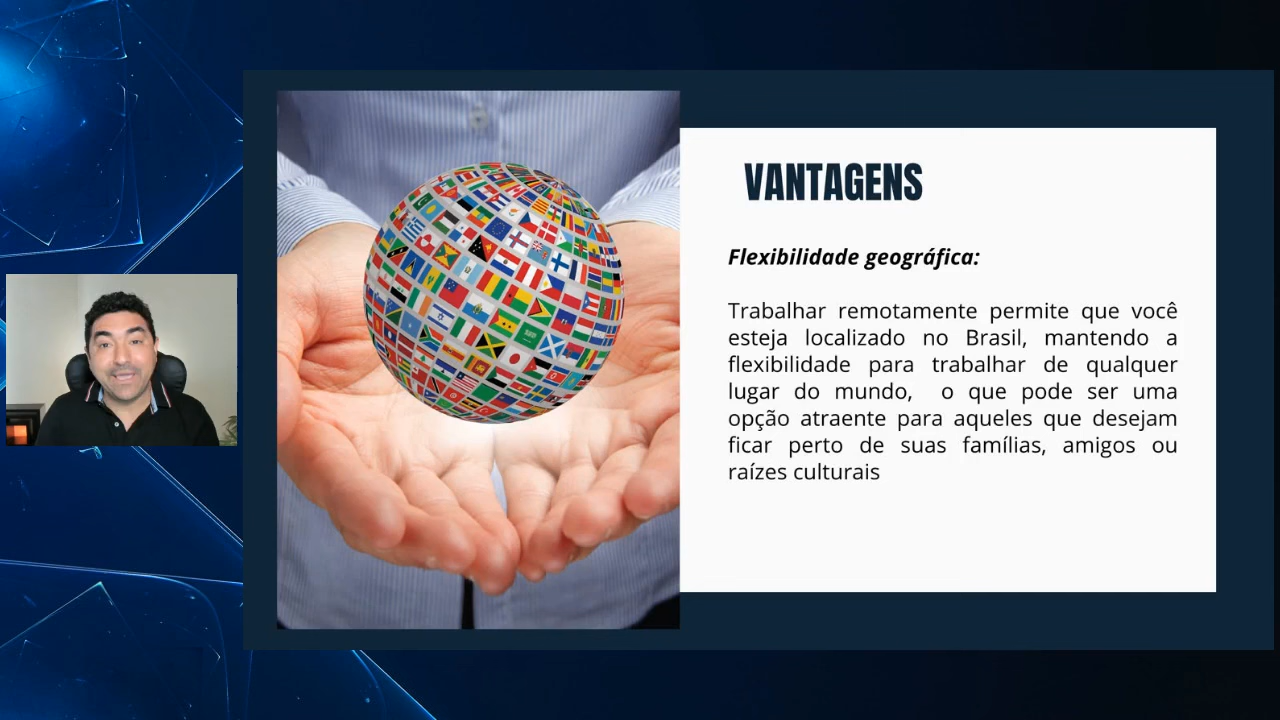 VANTAGENS
Flexibilidade geográfica:
Trabalhar remotamente permite que você
esteja localizado no Brasil, mantendo a
flexibilidade para trabalhar de qualquer
lugar do mundo, o que pode ser uma
opção atraente para aqueles que desejam
ficar perto de suas famílias, amigos ou
raízes culturais